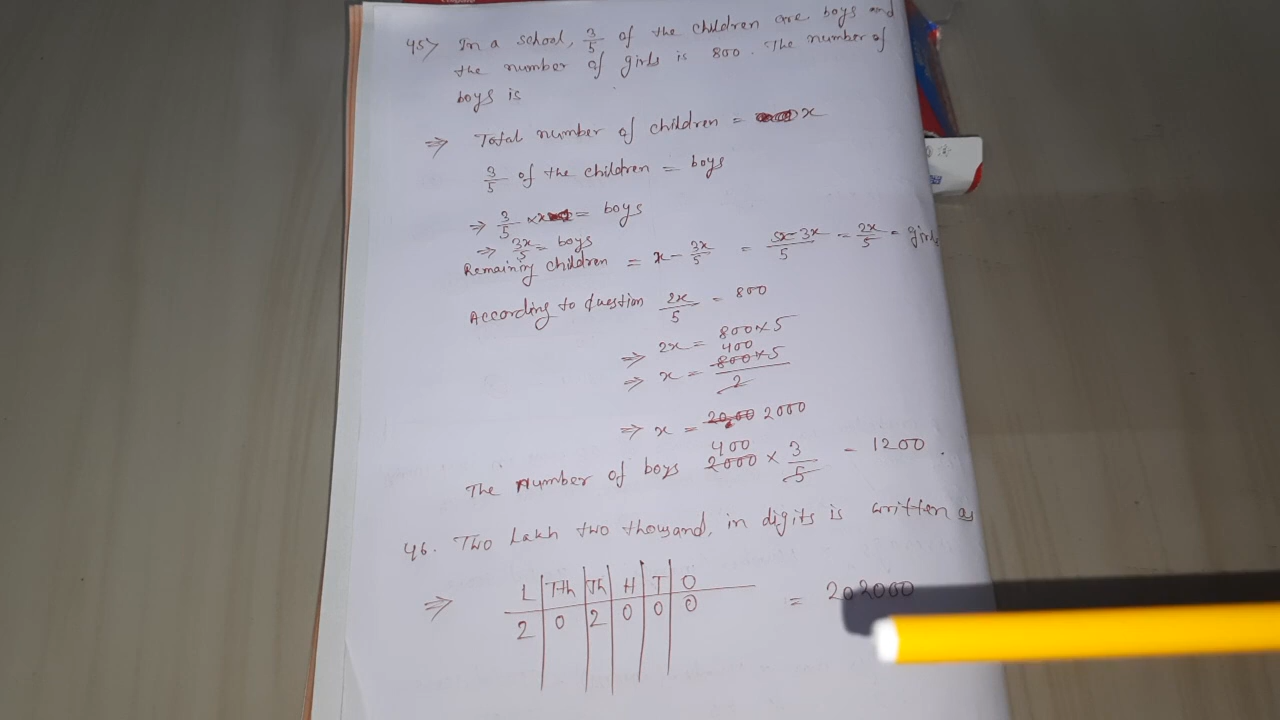 45> In a school, 3/5 of the children are boys and
the number of girls is 800. The number of
boys is
⇒ Total number of children = x
3/5 of the children = boys
⇒ 3/5 × x = boys
⇒ 3x/5 = boys
Remaining children = x - 3x/5 = 5x-3x/5 = 2x/5 = girls
According to Question 2x/5 = 800
⇒ 2x = 800×5
400
⇒ x = 800×5/2
⇒ x = 2000
400
The number of boys 2000 × 3/5 = 1200.
46. Two Lakh two thousand, in digits is written as
L T-th Th H T O
⇒ 2 0 2 0 0 0 = 202000